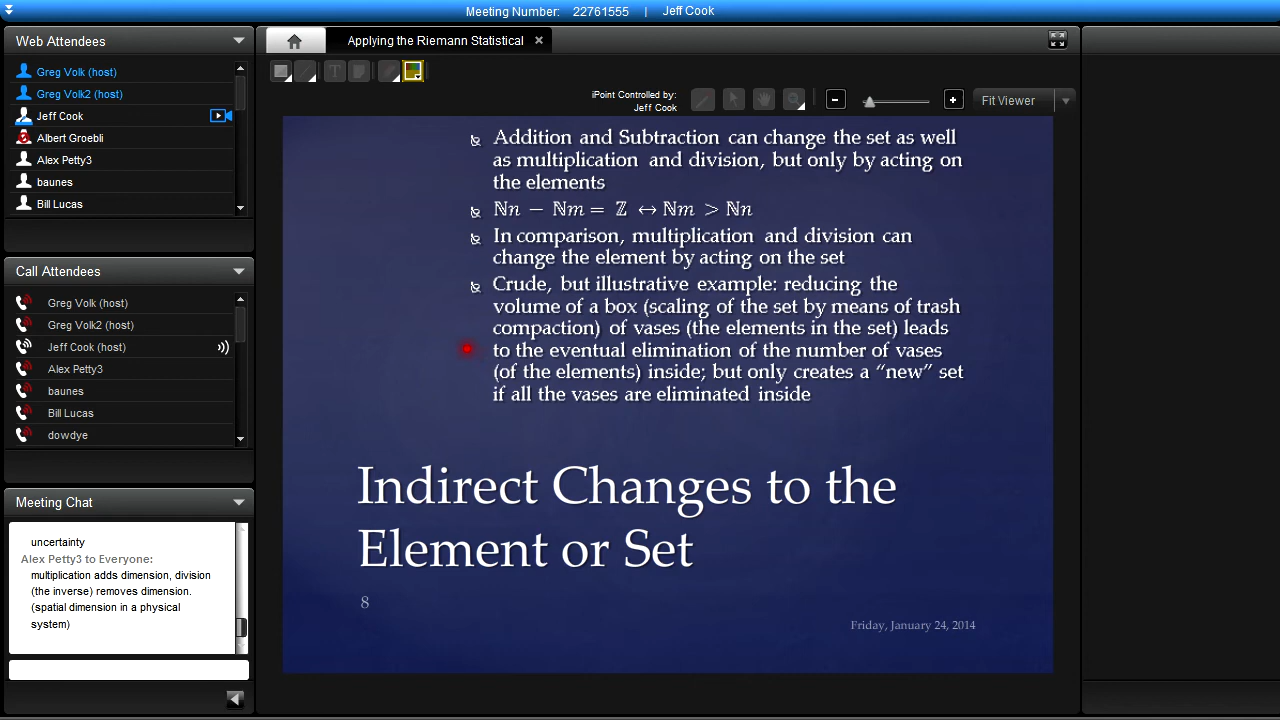 Meeting Number: 22761555 | Jeff Cook
Web Attendees
Greg Volk (host)
Greg Volk2 (host)
Jeff Cook
Albert Groebli
Alex Petty3
baunes
Bill Lucas
Call Attendees
Greg Volk (host)
Greg Volk2 (host)
Jeff Cook (host)
Alex Petty3
baunes
Bill Lucas
dowdye
Meeting Chat
uncertainty
Alex Petty3 to Everyone:
multiplication adds dimension, division
(the inverse) removes dimension.
(spatial dimension in a physical
system)
Applying the Riemann Statistical
iPoint Controlled by:
Jeff Cook
Fit Viewer
Addition and Subtraction can change the set as well
as multiplication and division, but only by acting on
the elements
ℕn − ℕm = ℤ ↔ ℕm > ℕn
In comparison, multiplication and division can
change the element by acting on the set
Crude, but illustrative example: reducing the
volume of a box (scaling of the set by means of trash
compaction) of vases (the elements in the set) leads
to the eventual elimination of the number of vases
(of the elements) inside; but only creates a “new” set
if all the vases are eliminated inside
Indirect Changes to the
Element or Set
8
Friday, January 24, 2014